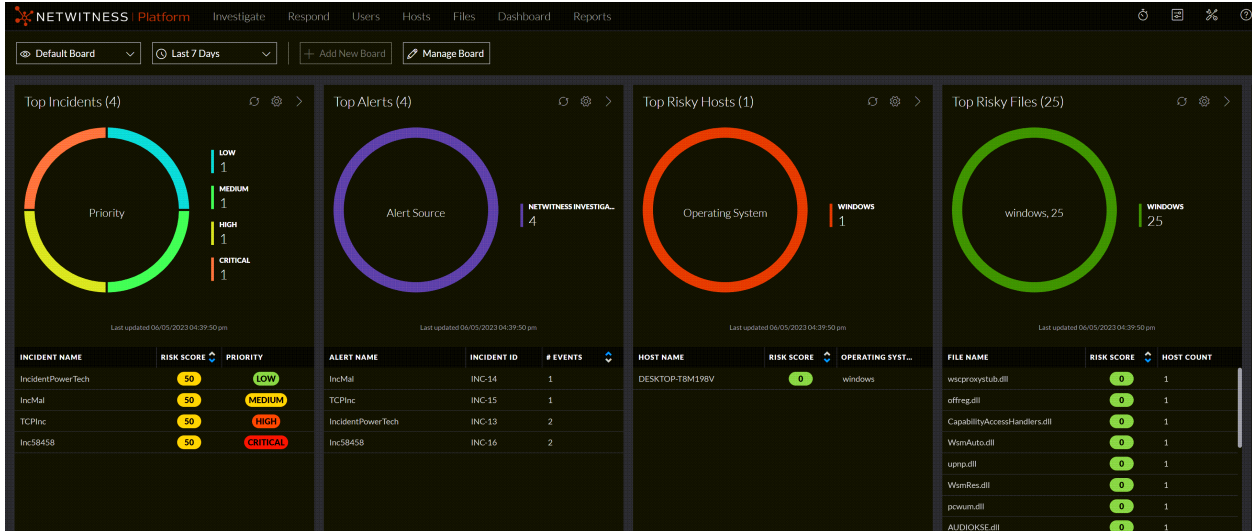 NETWITNESS Platform Investigate Respond Users Hosts Files Dashboard Reports
Default Board Last 7 Days + Add New Board Manage Board
Top Incidents (4)
Priority
LOW
1
MEDIUM
1
HIGH
1
CRITICAL
1
Last updated 06/05/2023 04:39:50 pm
INCIDENT NAME RISK SCORE PRIORITY
IncidentPowerTech 50 LOW
IncMal 50 MEDIUM
TCPInc 50 HIGH
Inc58458 50 CRITICAL
Top Alerts (4)
Alert Source
NETWITNESS INVESTIGA...
4
Last updated 06/05/2023 04:39:50 pm
ALERT NAME INCIDENT ID # EVENTS
IncMal INC-14 1
TCPInc INC-15 1
IncidentPowerTech INC-13 2
Inc58458 INC-16 2
Top Risky Hosts (1)
Operating System
WINDOWS
1
Last updated 06/05/2023 04:39:50 pm
HOST NAME RISK SCORE OPERATING SYST...
DESKTOP-T8M198V 0 windows
Top Risky Files (25)
windows, 25
WINDOWS
25
Last updated 06/05/2023 04:39:50 pm
FILE NAME RISK SCORE HOST COUNT
wscproxystub.dll 0 1
offreg.dll 0 1
CapabilityAccessHandlers.dll 0 1
WsmAuto.dll 0 1
upnp.dll 0 1
WsmRes.dll 0 1
pcwum.dll 0 1
AUDIOKSE.dll 0 1